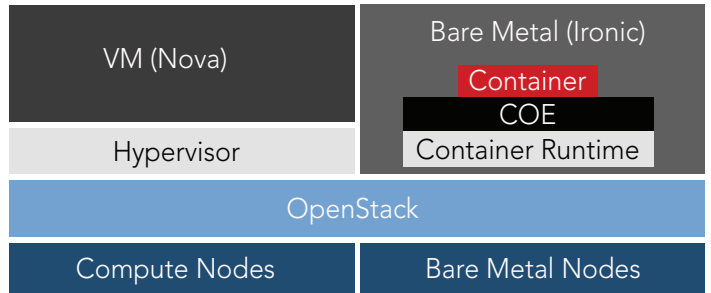 VM (Nova)
Hypervisor
Bare Metal (Ironic)
Container
COE
Container Runtime
OpenStack
Compute Nodes
Bare Metal Nodes